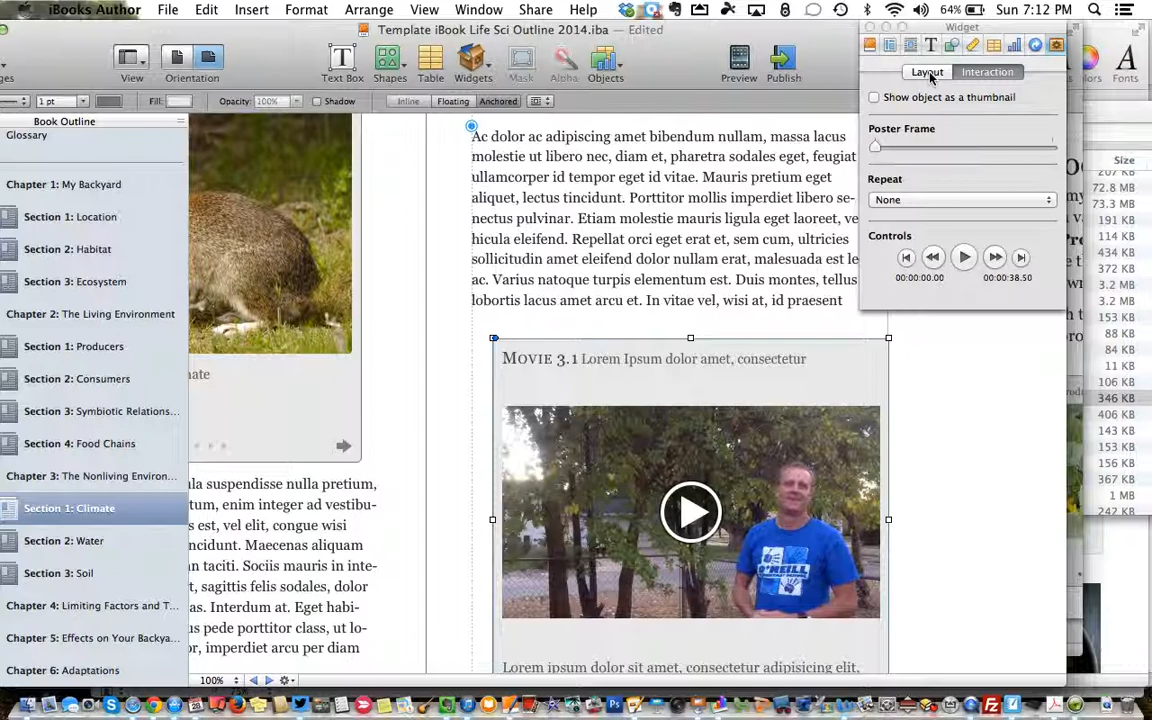 iBooks Author File Edit Insert Format Arrange View Window Share Help 64% Sun 7:12 PM
Template iBook Life Sci Outline 2014.iba — Edited
View Orientation Text Box Shapes Table Widgets Mask Alpha Objects Preview Publish Fonts
1 pt Fill: Opacity: 100% Shadow Inline Floating Anchored
Widget
Layout Interaction
Show object as a thumbnail
Poster Frame
Repeat
None
Controls
00:00:00.00 00:00:38.50
Book Outline
Glossary
Chapter 1: My Backyard
Section 1: Location
Section 2: Habitat
Section 3: Ecosystem
Chapter 2: The Living Environment
Section 1: Producers
Section 2: Consumers
Section 3: Symbiotic Relations...
Section 4: Food Chains
Chapter 3: The Nonliving Environ...
Section 1: Climate
Section 2: Water
Section 3: Soil
Chapter 4: Limiting Factors and T...
Chapter 5: Effects on Your Backya...
Chapter 6: Adaptations
ala suspendisse nulla pretium,
tum, enim integer ad vestibu-
s est, vel elit, congue wisi
ncidunt. Maecenas aliquam
n taciti. Sociis mauris in inte-
, sagittis felis sodales, dolor
as. Interdum at. Eget habi-
s pede porttitor class, ut lo-
, imperdiet arcu per diam
100%
Ac dolor ac adipiscing amet bibendum nullam, massa lacus
molestie ut libero nec, diam et, pharetra sodales eget, feugiat
ullamcorper id tempor eget id vitae. Mauris pretium eget
aliquet, lectus tincidunt. Porttitor mollis imperdiet libero se-
nectus pulvinar. Etiam molestie mauris ligula eget laoreet, ve-
hicula eleifend. Repellat orci eget erat et, sem cum, ultricies
sollicitudin amet eleifend dolor nullam erat, malesuada est le-
ac. Varius natoque turpis elementum est. Duis montes, tellus
lobortis lacus amet arcu et. In vitae vel, wisi at, id praesent
MOVIE 3.1 Lorem Ipsum dolor amet, consectetur
O'NEILL
Lorem ipsum dolor sit amet, consectetur adipisicing elit,
Size
72.8 MB
73.3 MB
191 KB
114 KB
434 KB
372 KB
3.2 MB
3.2 MB
153 KB
88 KB
84 KB
11 KB
106 KB
346 KB
406 KB
143 KB
153 KB
156 KB
367 KB
1 MB
242 KB